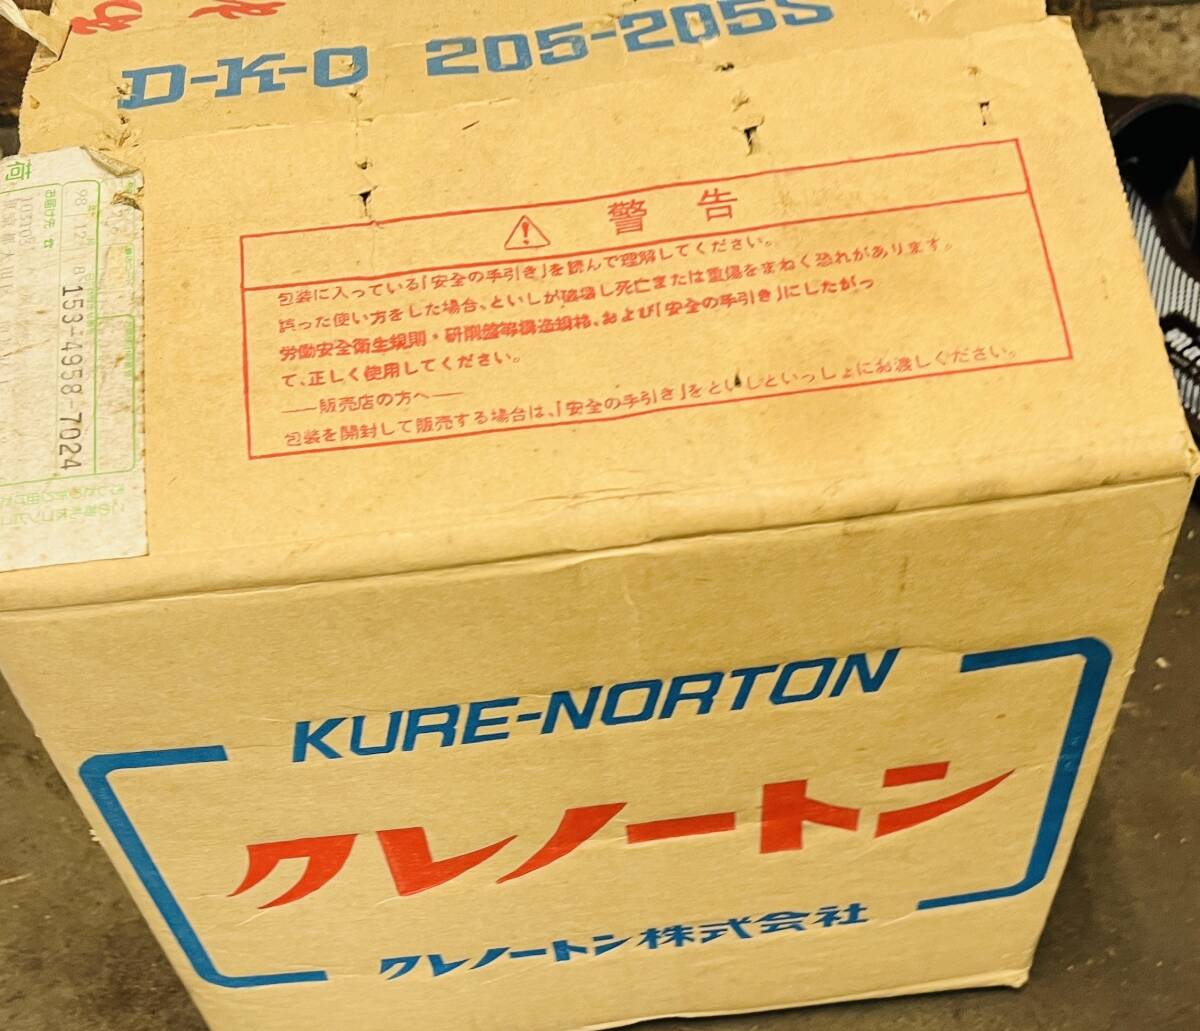 D-K-O 205-205S
荷
お届け先
98 12
153-4958-7024
警告
包装に入っている「安全の手引き」を読んで理解してください。
誤った使い方をした場合、といしが破壊し死亡または重傷をまねく恐れがあります。
労働安全衛生規則・研削盤等構造規格、および「安全の手引き」にしたがっ
て、正しく使用してください。
──販売店の方へ──
包装を開封して販売する場合は、「安全の手引き」をといしといっしょにお渡しください。
KURE-NORTON
クレノートン
クレノートン株式会社